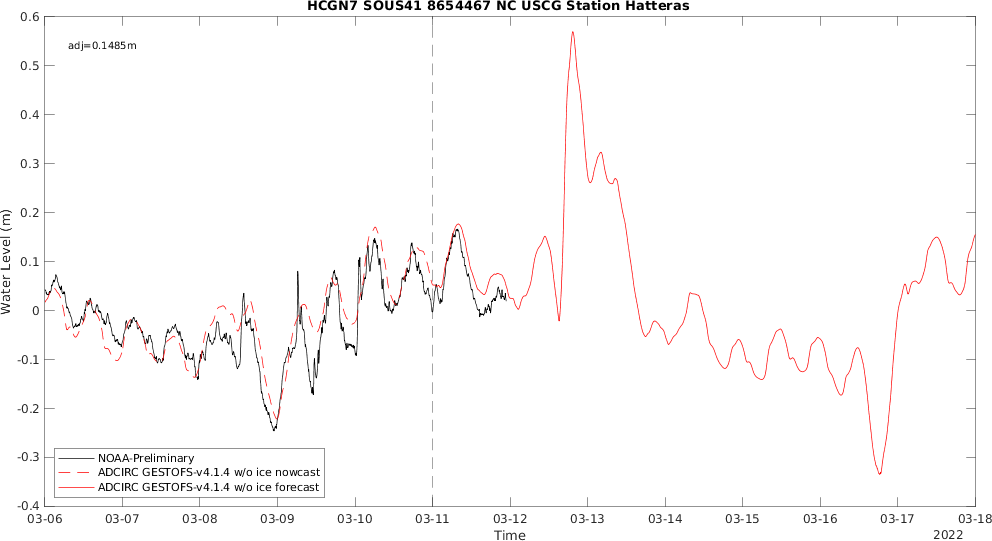 HCGN7 SOUS41 8654467 NC USCG Station Hatteras
adj=0.1485m
0.6
0.5
0.4
0.3
0.2
0.1
0
-0.1
-0.2
-0.3
-0.4
Water Level (m)
NOAA-Preliminary
ADCIRC GESTOFS-v4.1.4 w/o ice nowcast
ADCIRC GESTOFS-v4.1.4 w/o ice forecast
03-06 03-07 03-08 03-09 03-10 03-11 03-12 03-13 03-14 03-15 03-16 03-17 03-18
Time
2022